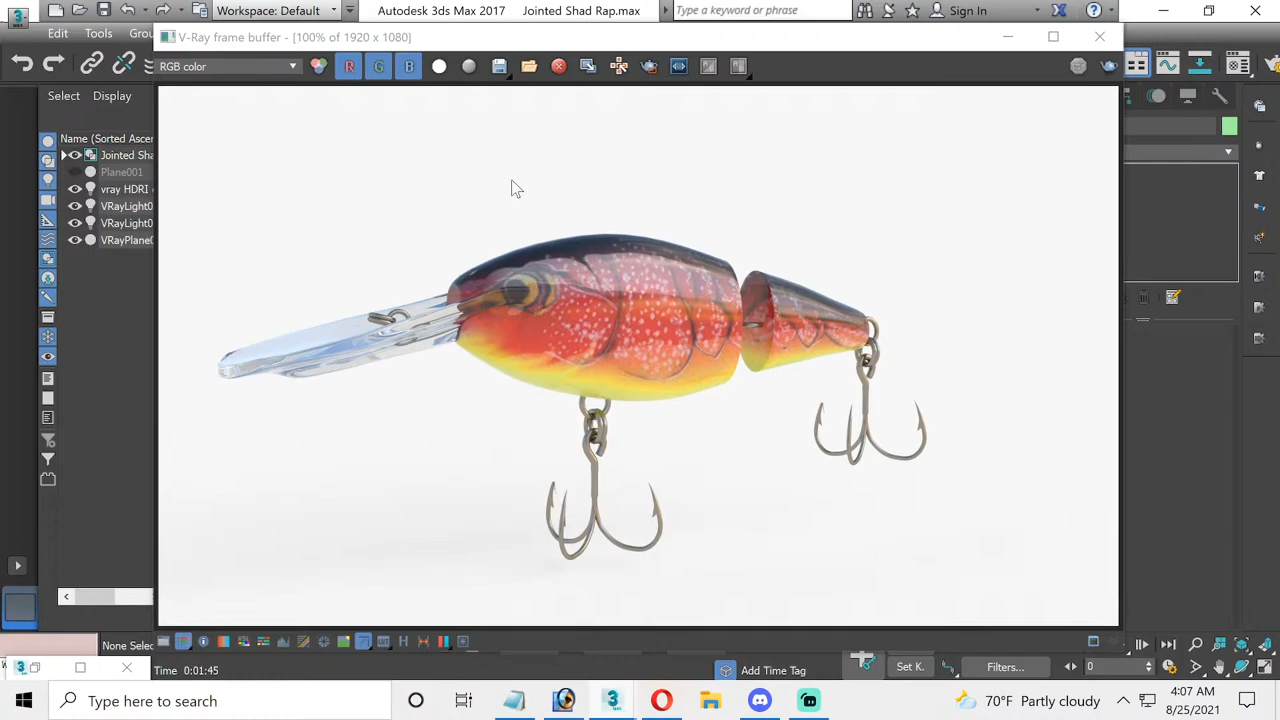 Workspace: Default
Autodesk 3ds Max 2017 Jointed Shad Rap.max
Type a keyword or phrase
Sign In
Edit Tools Grou
V-Ray frame buffer - [100% of 1920 x 1080]
RGB color R G B
Select Display
Name (Sorted Ascen
Jointed Sha
Plane001
vray HDRI
VRayLight0
VRayLight0
VRayPlane0
H
None Selec
Time 0:01:45
Add Time Tag
Set K.
Filters...
0
Type here to search
70°F Partly cloudy
4:07 AM
8/25/2021